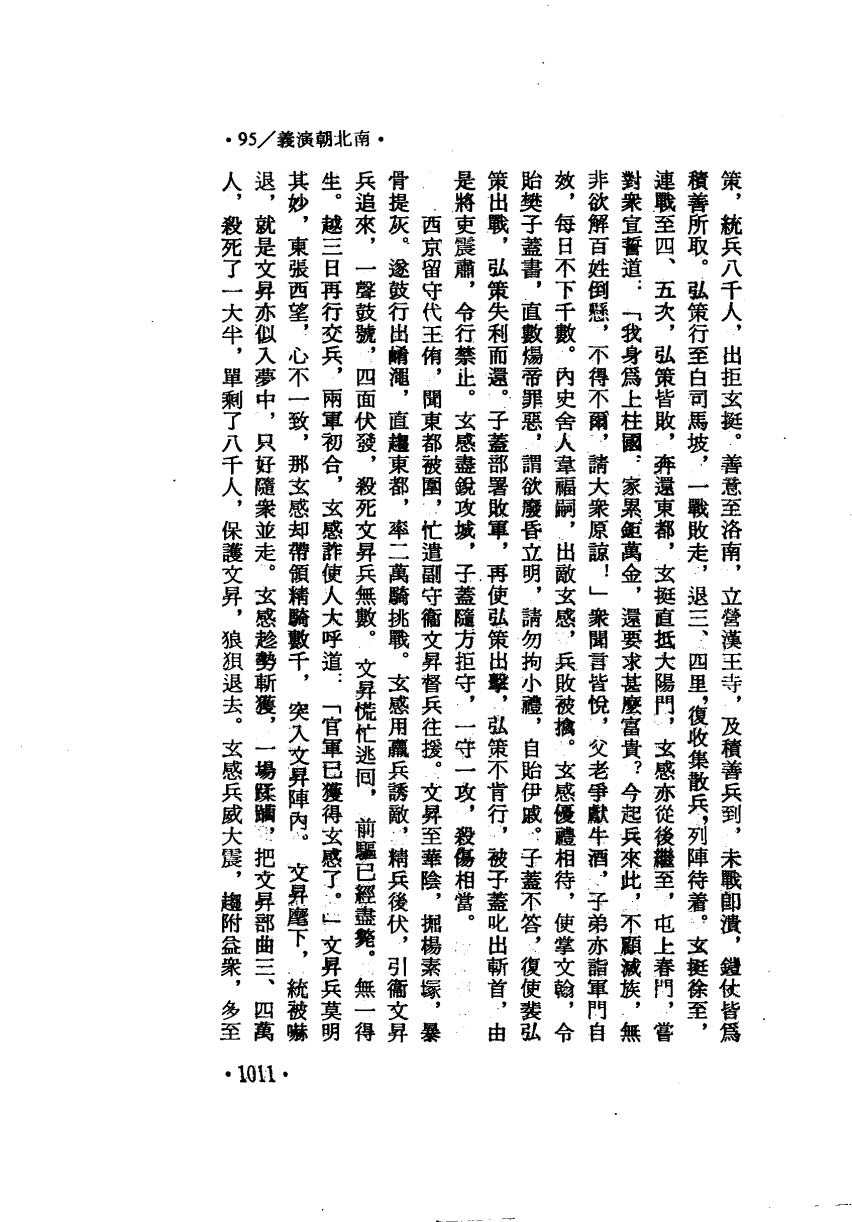 ·95／義演朝北南·
策，統兵八千人，出拒玄挺。善意至洛南，立營漢王寺，及積善兵到，未戰卽潰，鎧仗皆爲
積善所取。弘策行至白司馬坡，一戰敗走，退三、四里，復收集散兵，列陣待着。玄挺徐至，
連戰至四、五次，弘策皆敗，奔還東都，玄挺直抵大陽門，玄感亦從後繼至，屯上春門，嘗
對衆宣誓道：「我身爲上柱國，家累鉅萬金，還要求甚麼富貴？今起兵來此，不顧滅族，無
非欲解百姓倒懸，不得不爾，請大衆原諒！」衆聞言皆悅，父老爭獻牛酒，子弟亦詣軍門自
效，每日不下千數。內史舍人韋福嗣，出敵玄感，兵敗被擒。玄感優禮相待，使掌文翰，令
貽樊子蓋書，直數煬帝罪惡，謂欲廢昏立明，請勿拘小禮，自貽伊戚。子蓋不答，復使裴弘
策出戰，弘策失利而還。子蓋部署敗軍，再使弘策出擊，弘策不肯行，被子蓋叱出斬首，由
是將吏震肅，令行禁止。玄感盡銳攻城，子蓋隨方拒守，一守一攻，殺傷相當。
西京留守代王侑，聞東都被圍，忙遣副守衞文昇督兵往援。文昇至華陰，掘楊素塚，暴
骨提灰。遂鼓行出崤澠，直趨東都，率二萬騎挑戰。玄感用羸兵誘敵，精兵後伏，引衞文昇
兵追來，一聲鼓號，四面伏發，殺死文昇兵無數。文昇慌忙逃回，前驅已經盡斃。無一得
生。越三日再行交兵，兩軍初合，玄感詐使人大呼道：「官軍已獲得玄感了。」文昇兵莫明
其妙，東張西望，心不一致，那玄感却帶領精騎數千，突入文昇陣內。文昇麾下，統被嚇
退，就是文昇亦似入夢中，只好隨衆並走。玄感趁勢斬獲，一場蹂躪，把文昇部曲三、四萬
人，殺死了一大半，單剩了八千人，保護文昇，狼狽退去。玄感兵威大震，趨附益衆，多至
·1011·